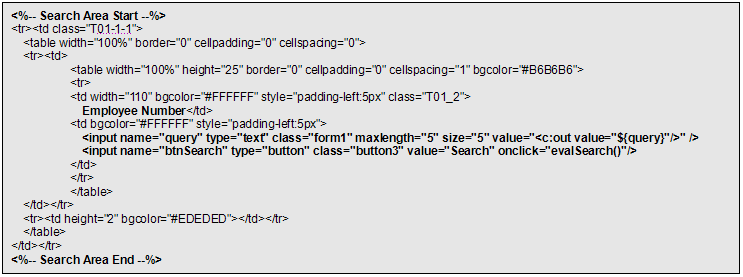 <%-- Search Area Start --%>
<tr><td class="T01-1-1">
<table width="100%" border="0" cellpadding="0" cellspacing="0">
<tr><td>
<table width="100%" height="25" border="0" cellpadding="0" cellspacing="1" bgcolor="#B6B6B6">
<tr>
<td width="110" bgcolor="#FFFFFF" style="padding-left:5px" class="T01_2">
Employee Number</td>
<td bgcolor="#FFFFFF" style="padding-left:5px">
<input name="query" type="text" class="form1" maxlength="5" size="5" value="<c:out value="${query}"/>" />
<input name="btnSearch" type="button" class="button3" value="Search" onclick="evalSearch()"/>
</td>
</tr>
</table>
</td></tr>
<tr><td height="2" bgcolor="#EDEDED"></td></tr>
</table>
</td></tr>
<%-- Search Area End --%>